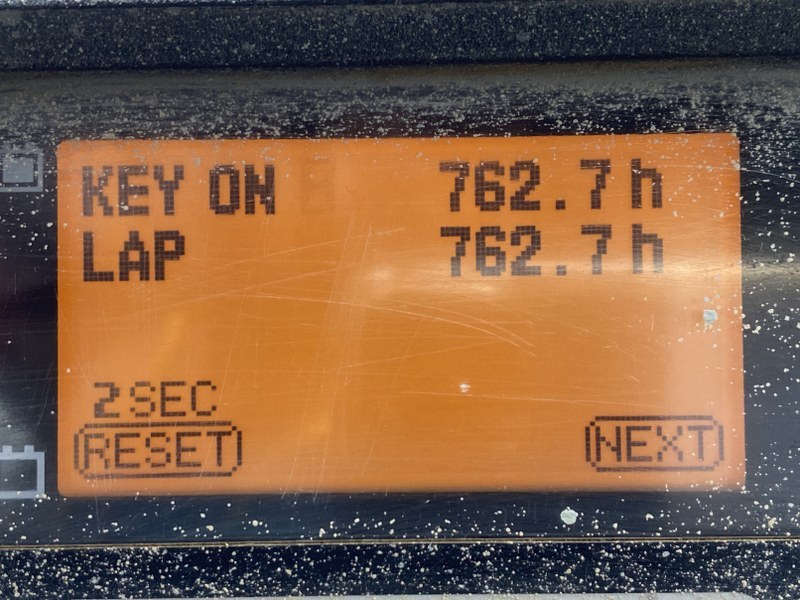 KEY ON 762.7h
LAP 762.7h
2SEC
RESET NEXT